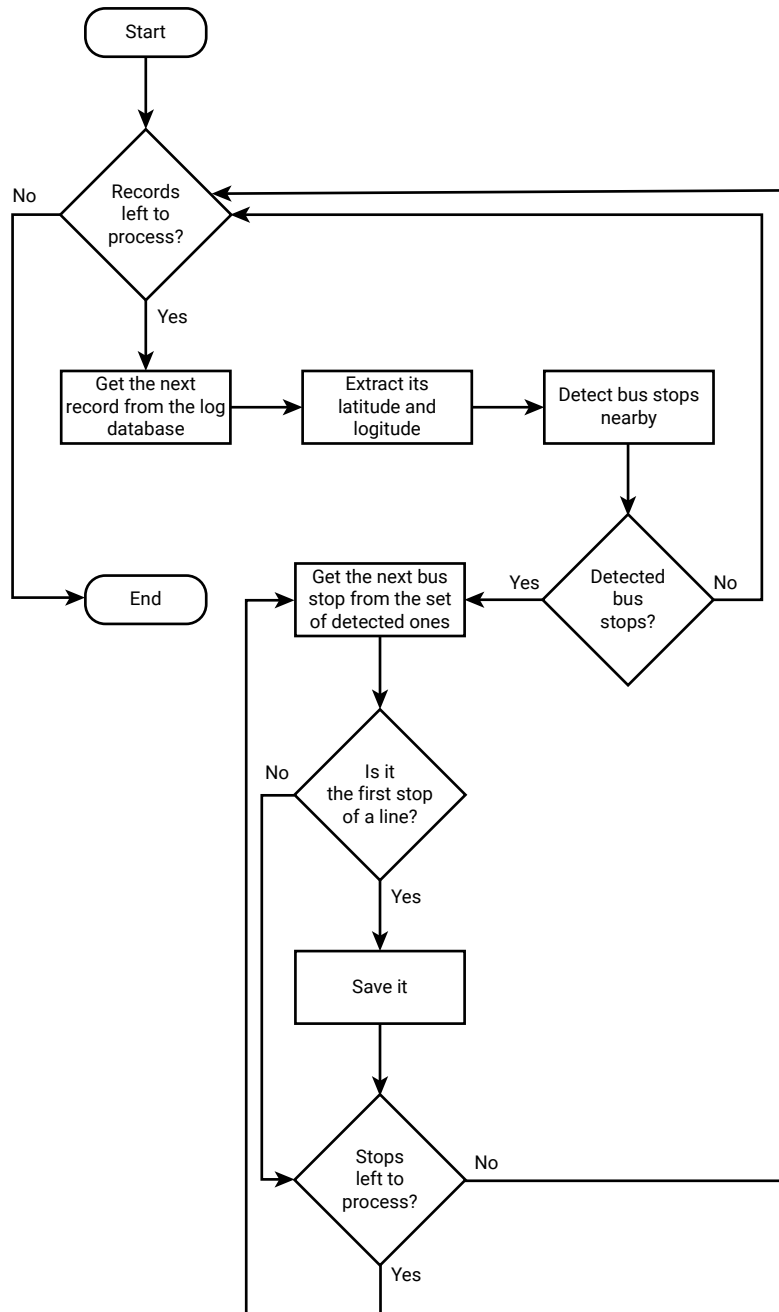 Start
No
Records
left to
process?
Yes
Get the next
record from the log
database
Extract its
latitude and
logitude
Detect bus stops
nearby
End
Get the next bus
stop from the set
of detected ones
Yes
Detected
bus
stops?
No
No
Is it
the first stop
of a line?
Yes
Save it
Stops
left to
process?
No
Yes